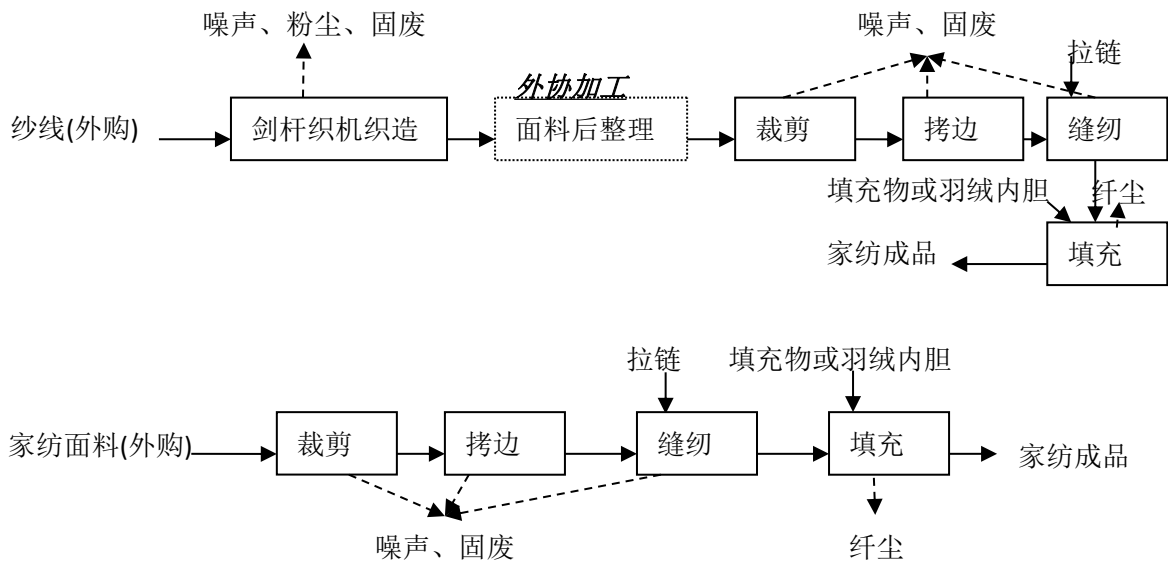 噪声、粉尘、固废
噪声、固废
拉链
外协加工
纱线(外购)
剑杆织机织造
面料后整理
裁剪
拷边
缝纫
填充物或羽绒内胆
纤尘
家纺成品
填充
拉链
填充物或羽绒内胆
家纺面料(外购)
裁剪
拷边
缝纫
填充
家纺成品
噪声、固废
纤尘